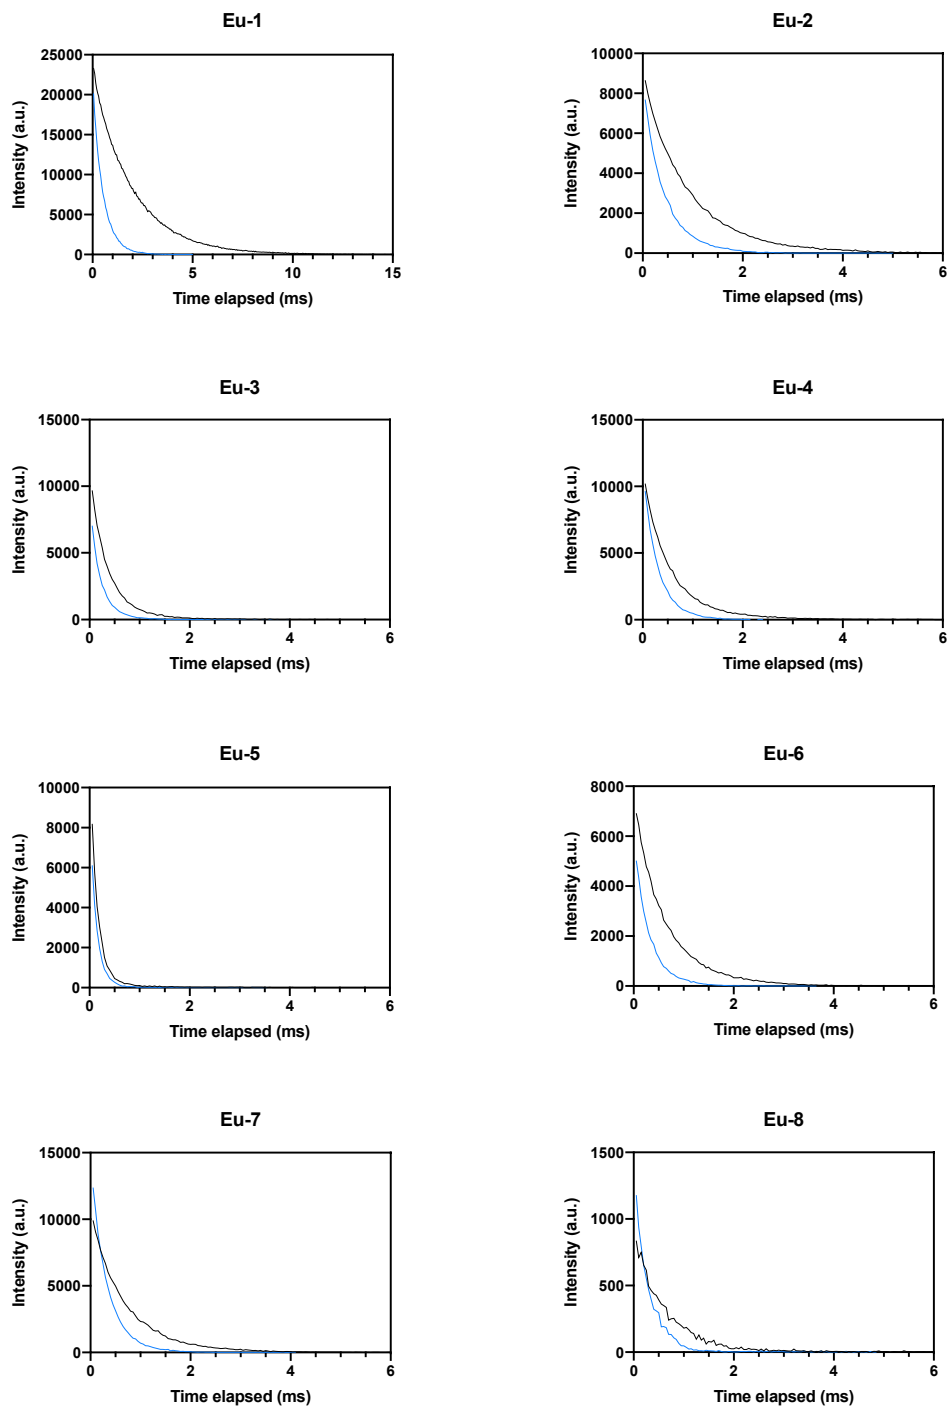 Eu-1
25000
20000
15000
10000
5000
0
Intensity (a.u.)
0 5 10 15
Time elapsed (ms)
Eu-2
10000
8000
6000
4000
2000
0
Intensity (a.u.)
0 2 4 6
Time elapsed (ms)
Eu-3
15000
10000
5000
0
Intensity (a.u.)
0 2 4 6
Time elapsed (ms)
Eu-4
15000
10000
5000
0
Intensity (a.u.)
0 2 4 6
Time elapsed (ms)
Eu-5
10000
8000
6000
4000
2000
0
Intensity (a.u.)
0 2 4 6
Time elapsed (ms)
Eu-6
8000
6000
4000
2000
0
Intensity (a.u.)
0 2 4 6
Time elapsed (ms)
Eu-7
15000
10000
5000
0
Intensity (a.u.)
0 2 4 6
Time elapsed (ms)
Eu-8
1500
1000
500
0
Intensity (a.u.)
0 2 4 6
Time elapsed (ms)